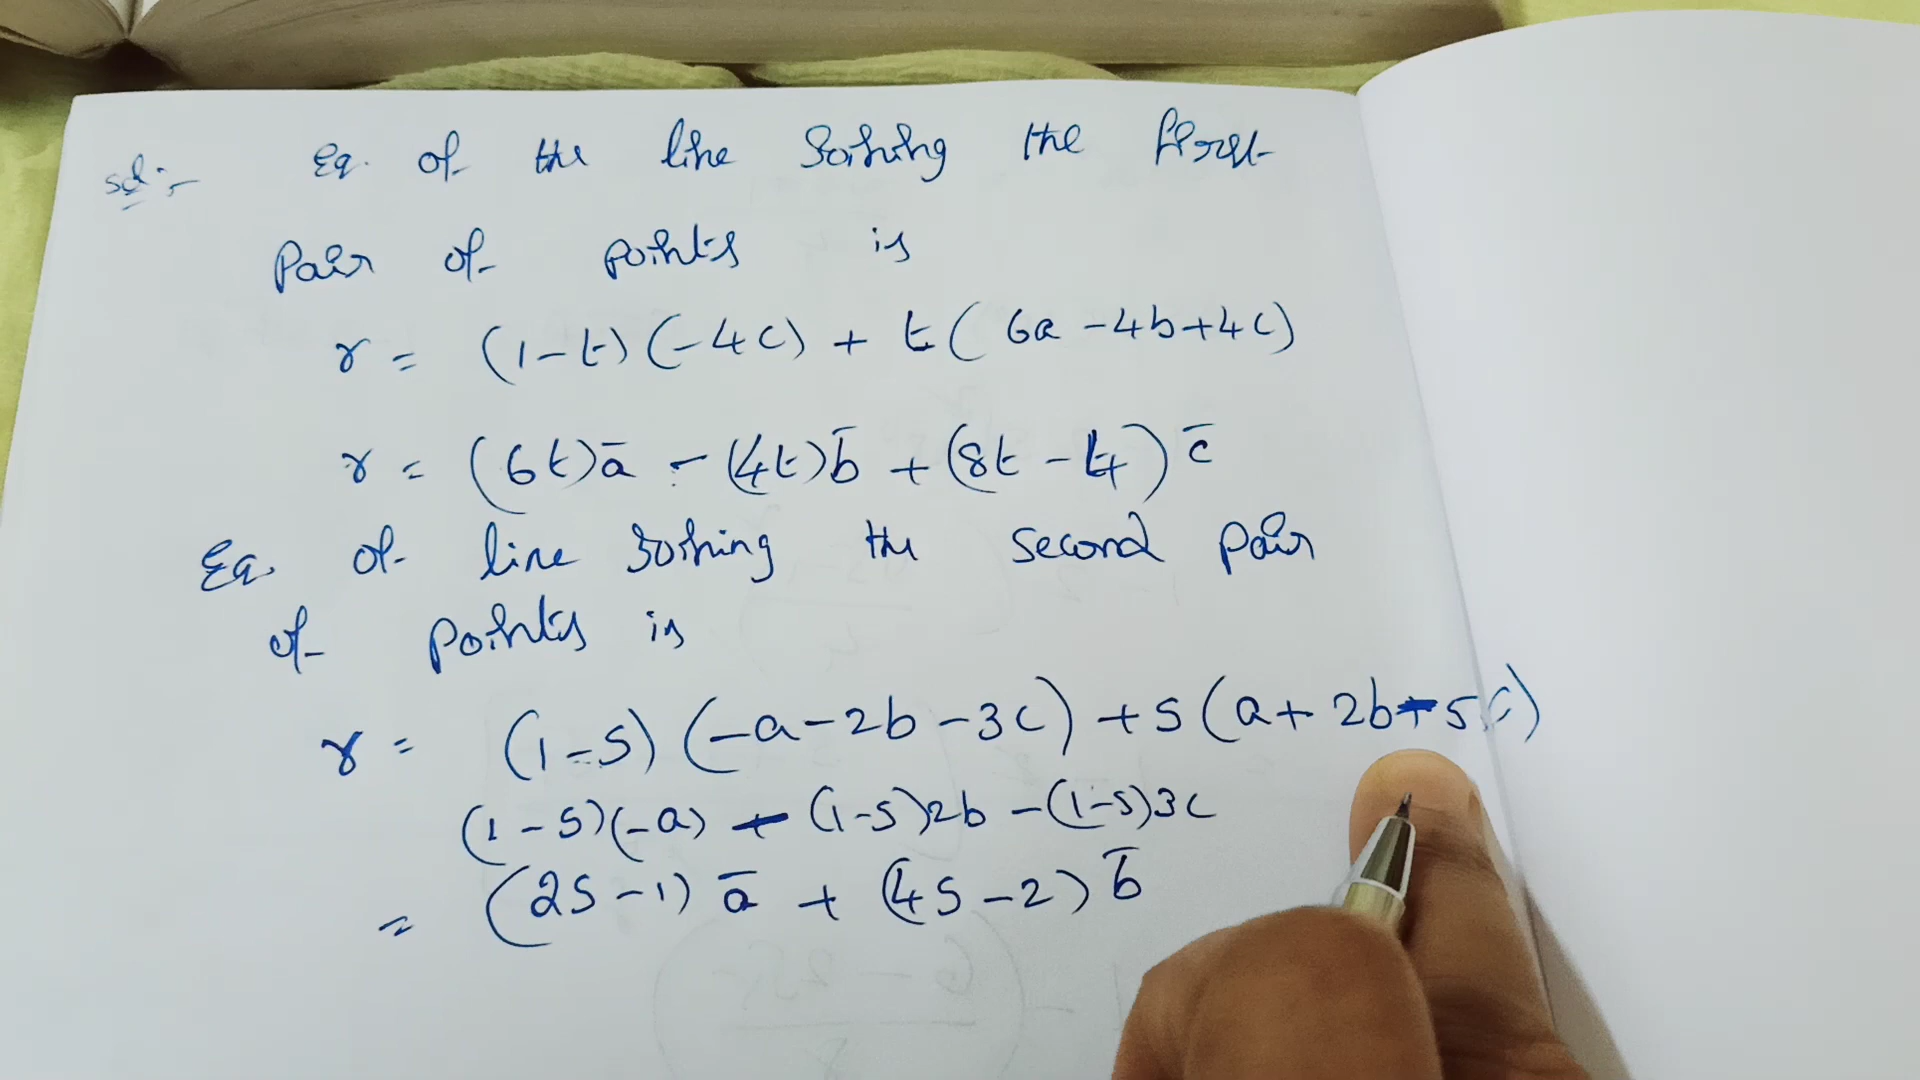 Sol:- Eq. of the line Joining the first
Pair of points is
r = (1-t)(-4c) + t(6a -4b+4c)
r = (6t)a̅ - (4t)b̅ + (8t - 4)c̅
Eq. of line Joining the second pair
of points is
r = (1-s)(-a-2b-3c) + s(a+2b-5c)
(1-s)(-a) - (1-s)2b -(1-s)3c
= (2s-1)a̅ + (4s-2)b̅